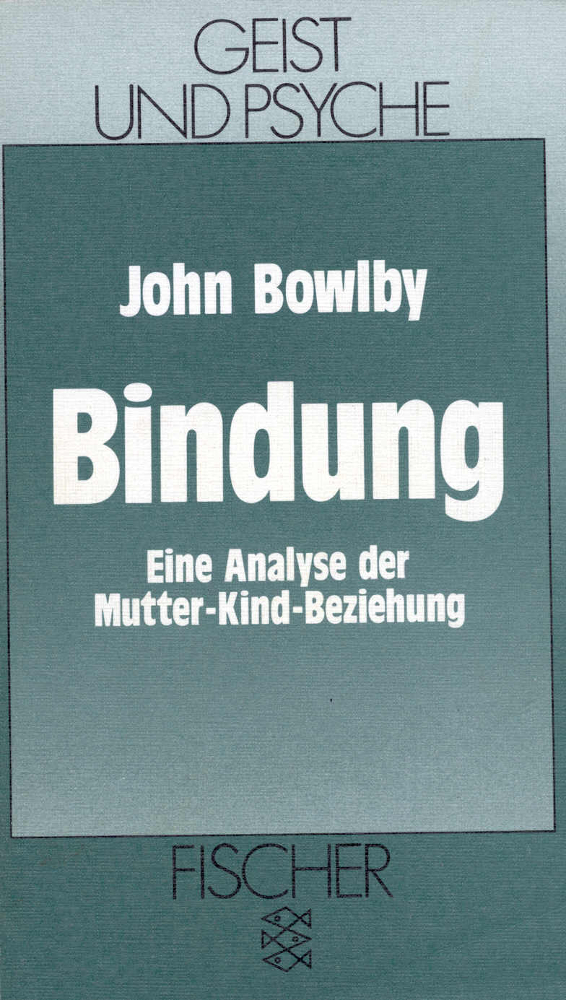 GEIST
UND PSYCHE
John Bowlby
Bindung
Eine Analyse der
Mutter-Kind-Beziehung
FISCHER